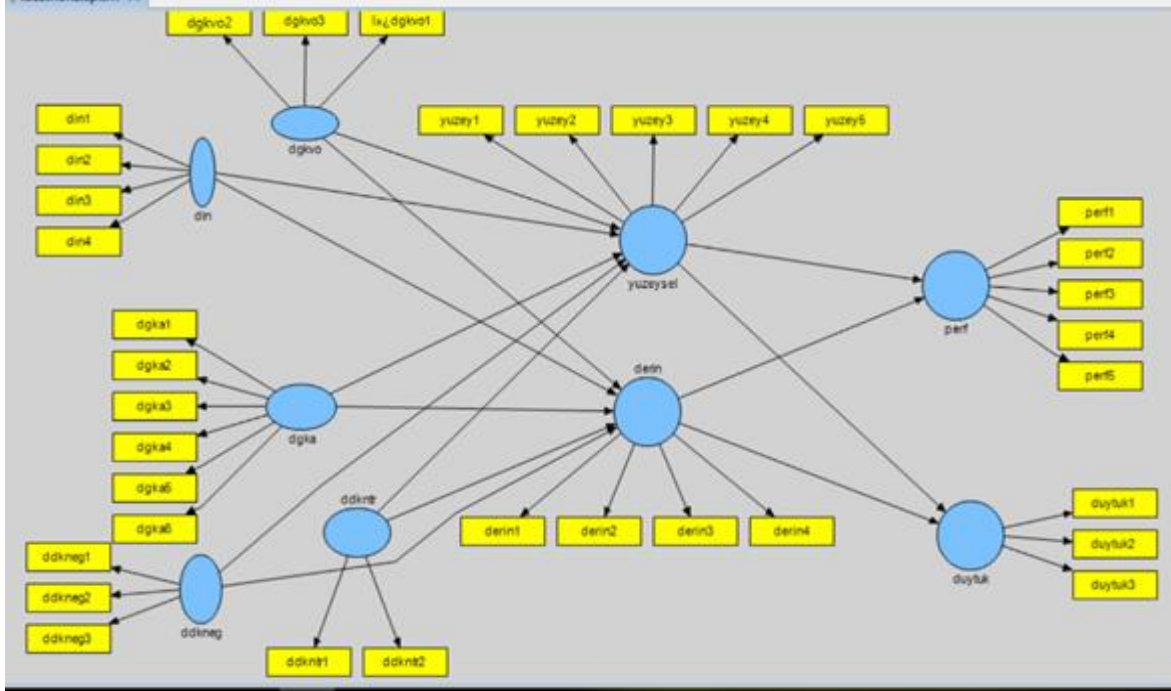 dgkvo2
dgkvo3
ï»¿dgkvo1
dgkvo
din1
din2
din3
din4
din
yuzey1
yuzey2
yuzey3
yuzey4
yuzey5
yuzeysel
perf1
perf2
perf3
perf4
perf5
perf
dgka1
dgka2
dgka3
dgka4
dgka5
dgka6
dgka
derin
derin1
derin2
derin3
derin4
ddkntr
ddkntr1
ddkntr2
ddkneg1
ddkneg2
ddkneg3
ddkneg
duytuk1
duytuk2
duytuk3
duytuk